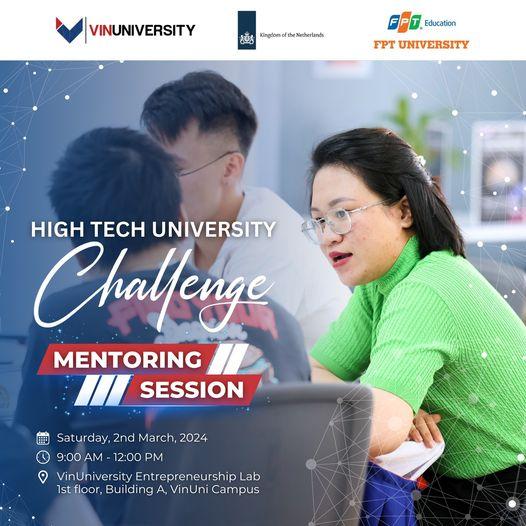 VINUNIVERSITY
Kingdom of the Netherlands
FPT Education
FPT UNIVERSITY
HIGH TECH UNIVERSITY
Challenge
MENTORING
SESSION
Saturday, 2nd March, 2024
9:00 AM - 12:00 PM
VinUniversity Entrepreneurship Lab
1st floor, Building A, VinUni Campus